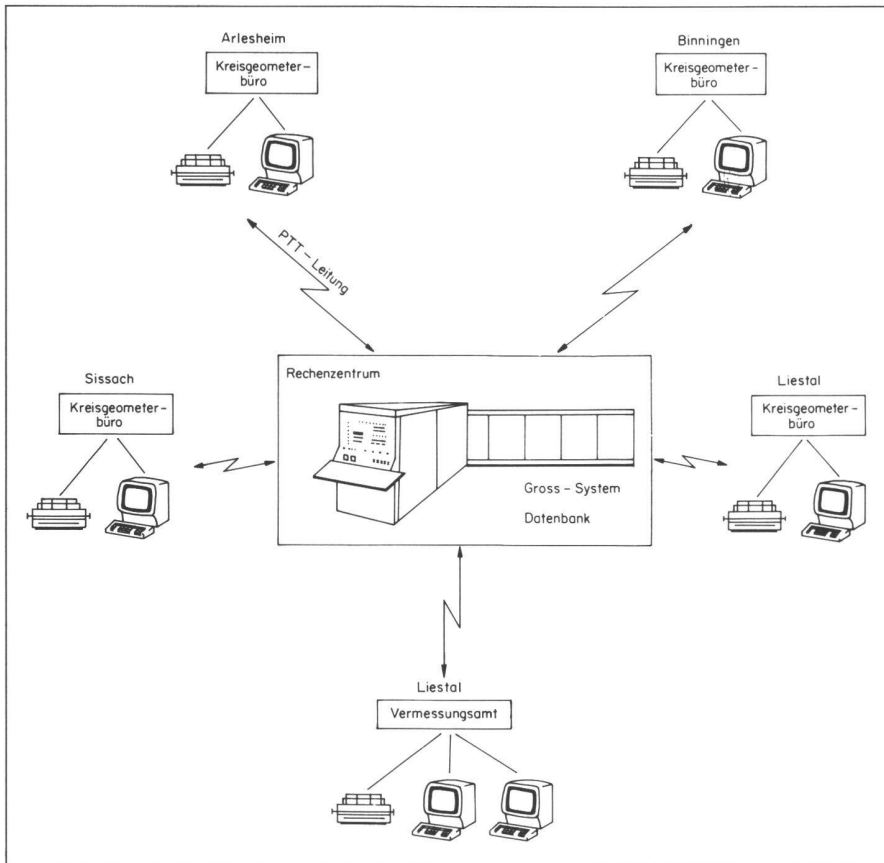 Arlesheim
Kreisgeometer-
büro
Binningen
Kreisgeometer-
büro
PTT - Leitung
Sissach
Kreisgeometer-
büro
Rechenzentrum
Gross - System
Datenbank
Liestal
Kreisgeometer-
büro
Liestal
Vermessungsamt